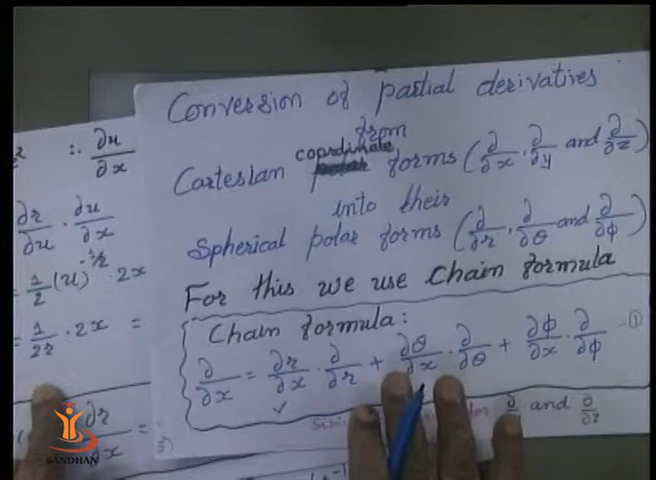 Conversion of partial derivatives
from
Cartesian coordinate forms (∂/∂x, ∂/∂y and ∂/∂z)
into their
Spherical polar forms (∂/∂r, ∂/∂θ and ∂/∂ϕ)
For this we use Chain formula
Chain formula:
∂/∂x = ∂r/∂x · ∂/∂r + ∂θ/∂x · ∂/∂θ + ∂ϕ/∂x · ∂/∂ϕ —①
✓
and ∂/∂z
∴ ∂u/∂x
∂r/∂u · ∂u/∂x
= 1/2 (u)^-1/2 · 2x
= 1/2r · 2x =
∂r/∂x =
SANDHAN